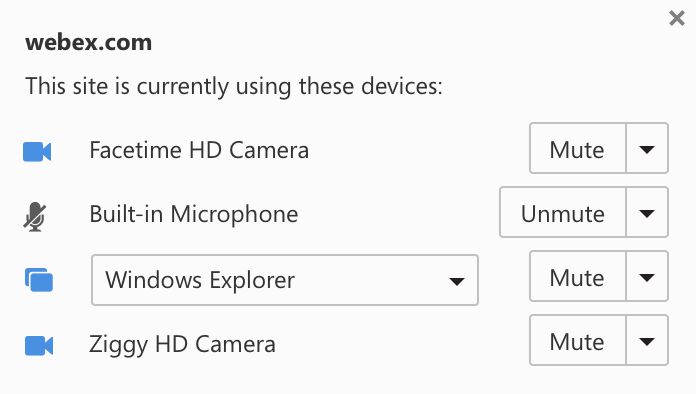 webex.com
This site is currently using these devices:
Facetime HD Camera Mute
Built-in Microphone Unmute
Windows Explorer Mute
Ziggy HD Camera Mute